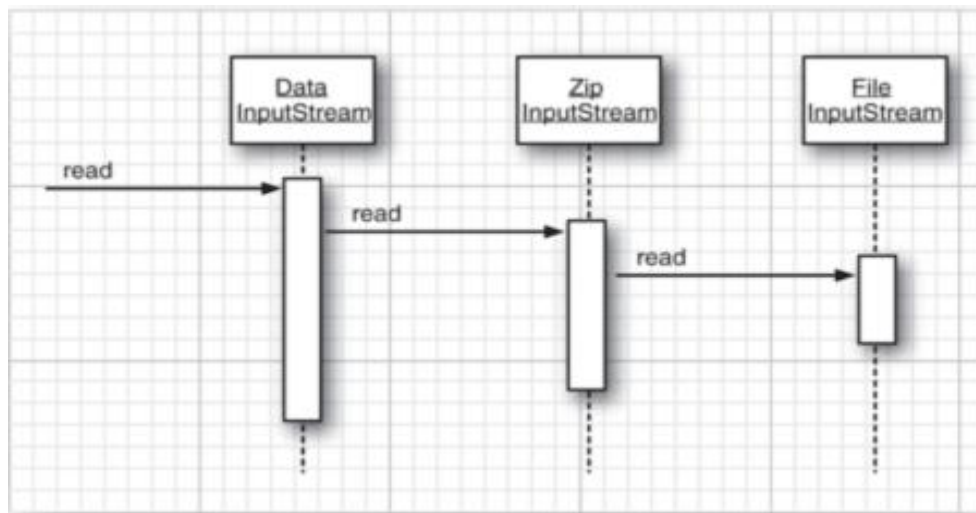 Data
InputStream
Zip
InputStream
File
InputStream
read
read
read